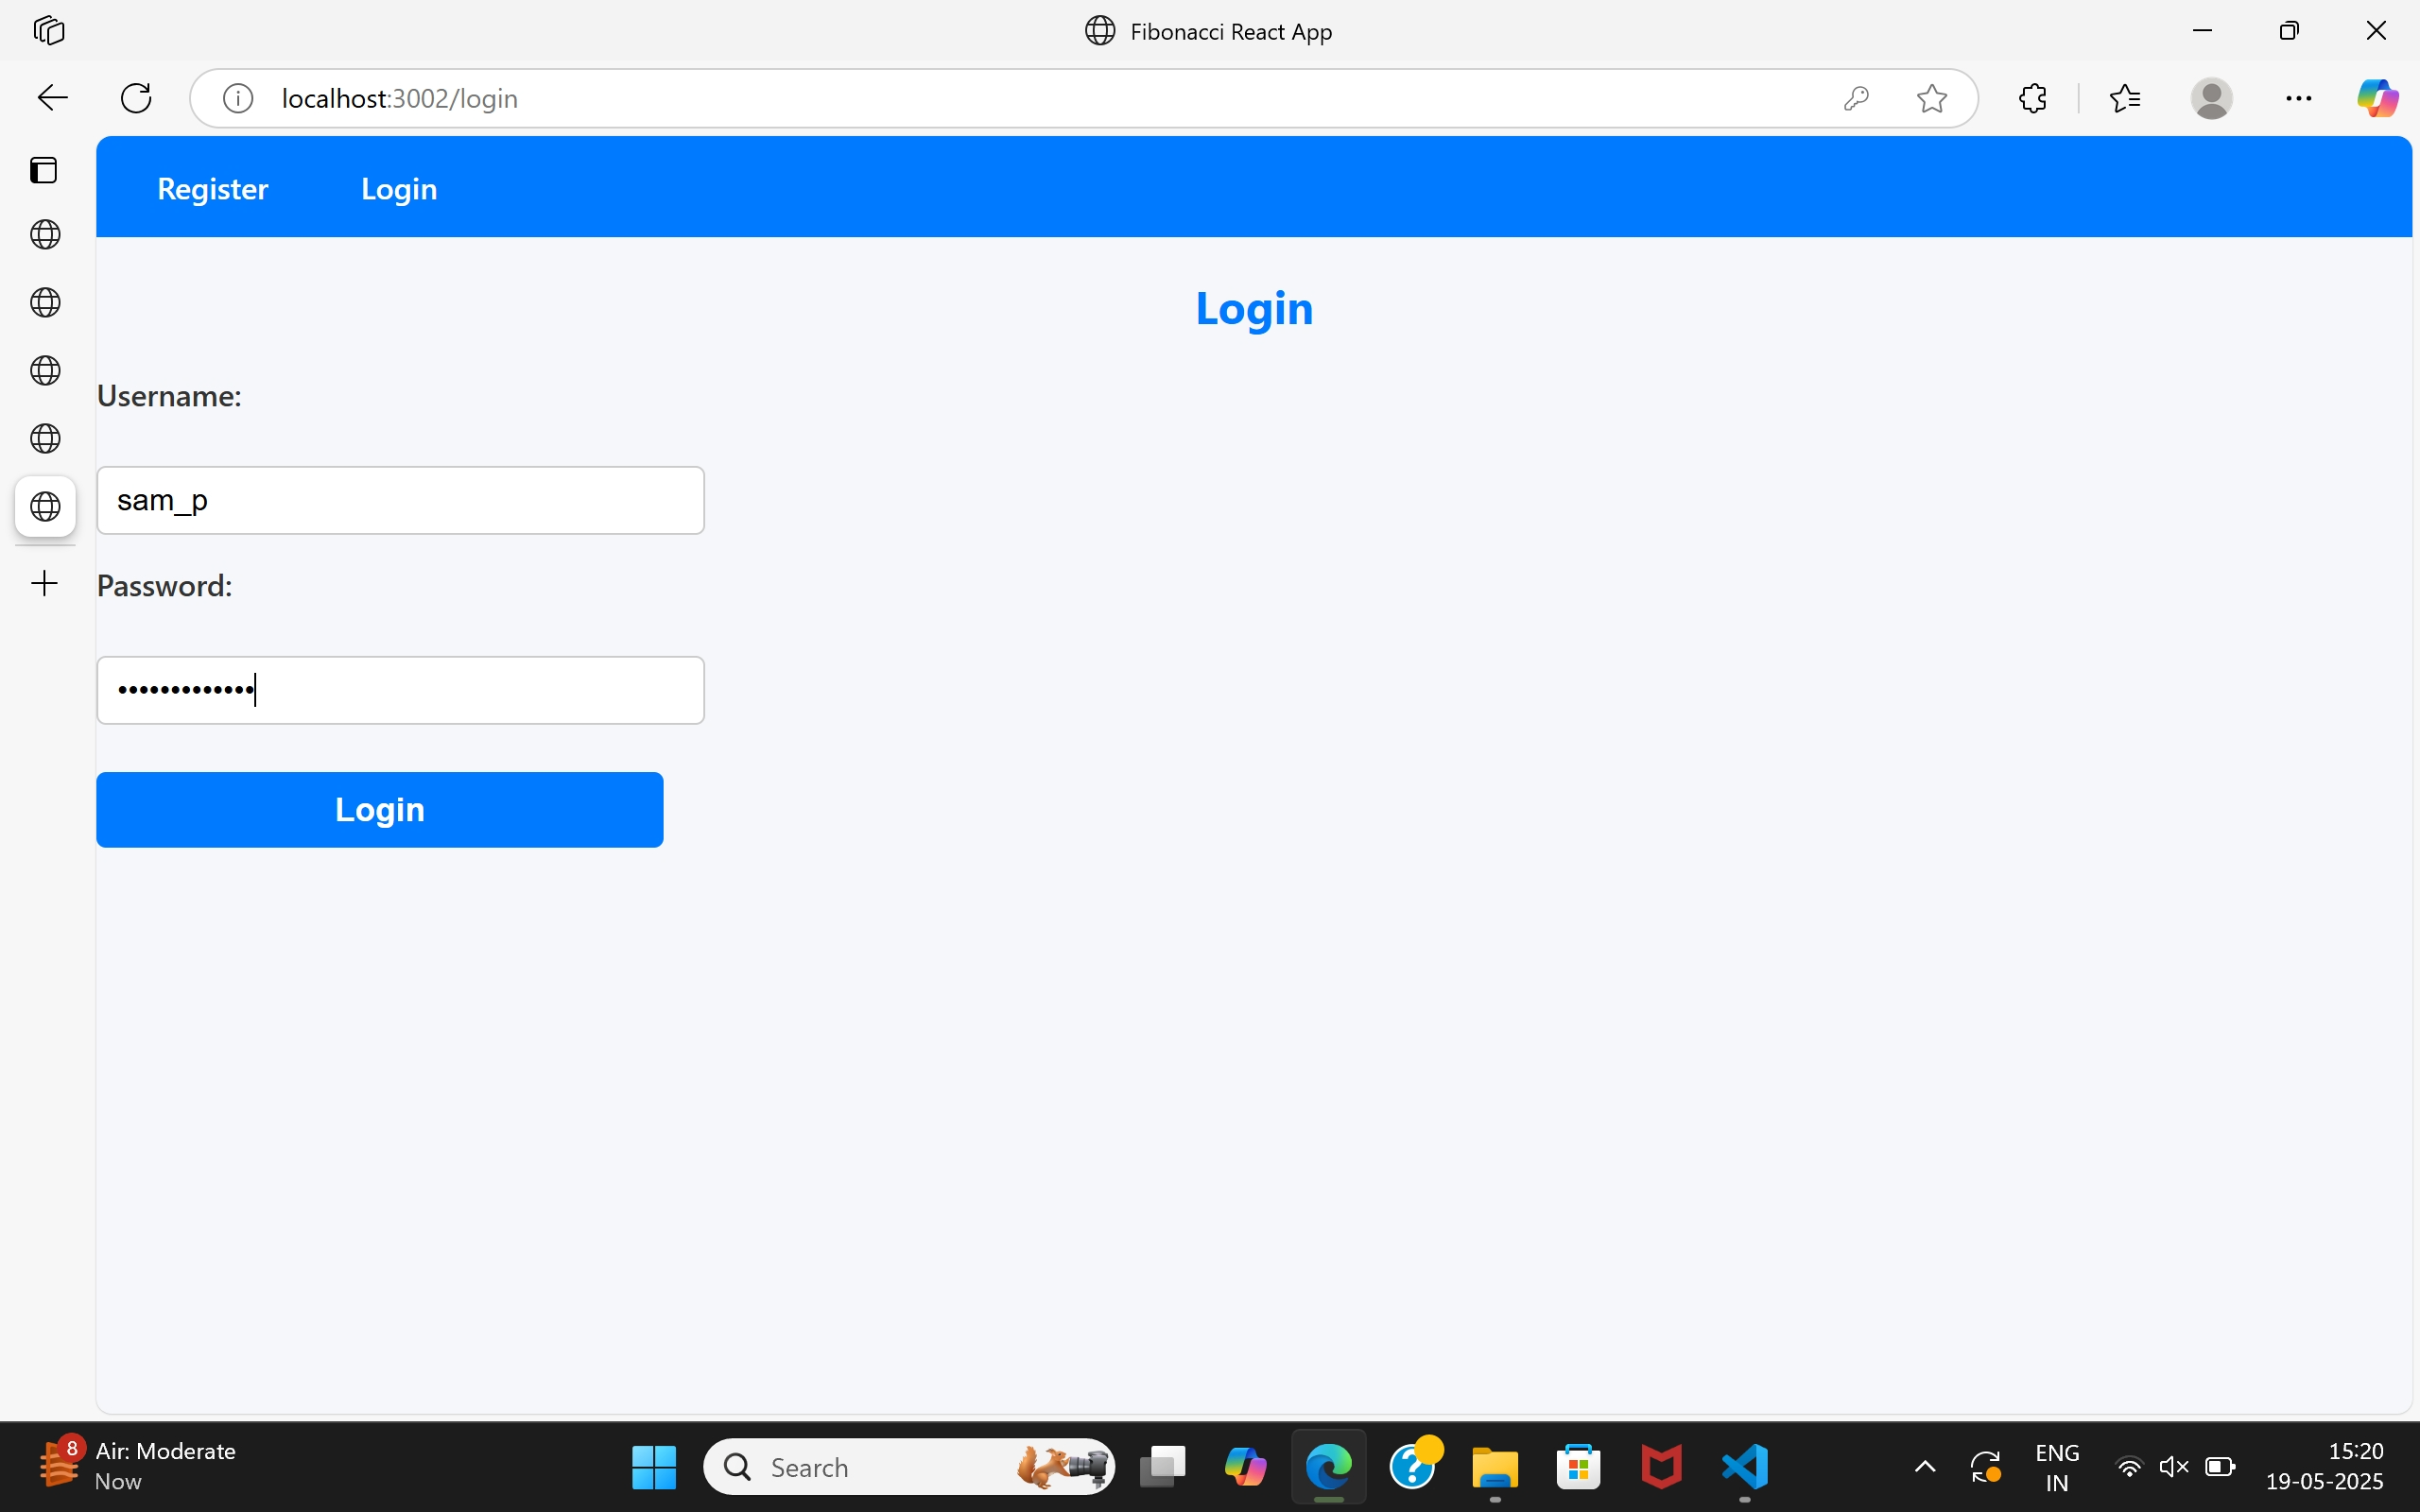 Fibonacci React App
localhost:3002/login
Register Login
Login
Username:
sam_p
Password:
•••••••••••••
Login
8
Air: Moderate
Now
Search
ENG
IN
15:20
19-05-2025